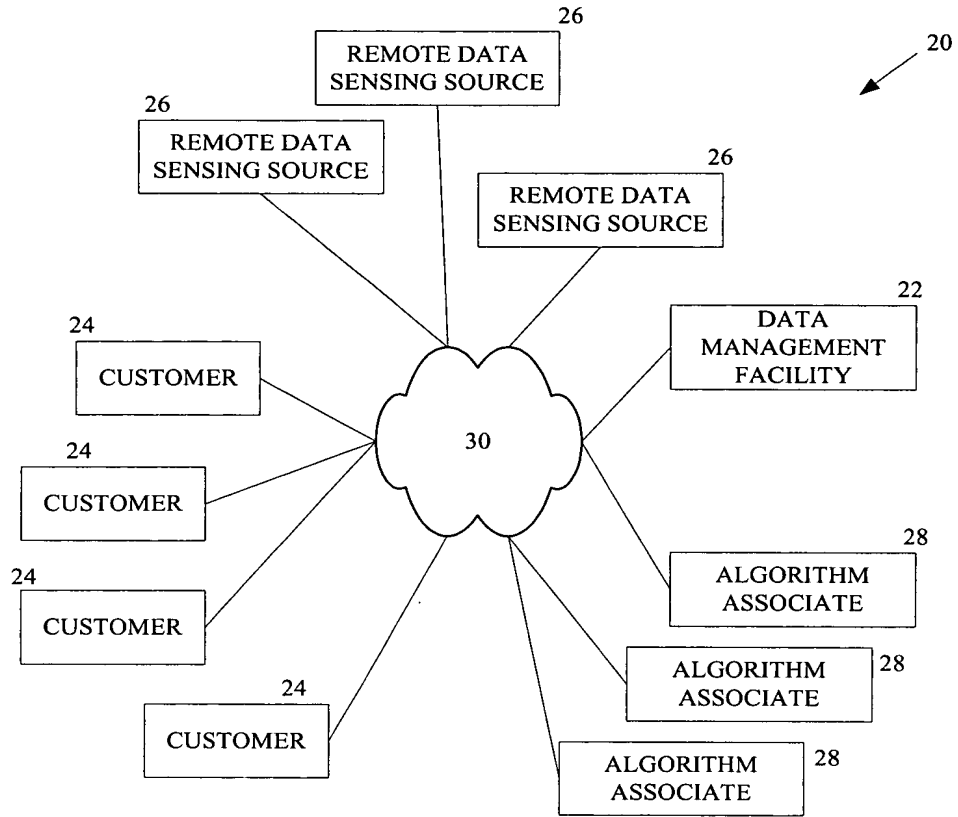 26
REMOTE DATA
SENSING SOURCE
20
26
REMOTE DATA
SENSING SOURCE
26
REMOTE DATA
SENSING SOURCE
22
DATA
MANAGEMENT
FACILITY
24
CUSTOMER
30
24
CUSTOMER
28
ALGORITHM
ASSOCIATE
24
CUSTOMER
28
ALGORITHM
ASSOCIATE
24
CUSTOMER
28
ALGORITHM
ASSOCIATE